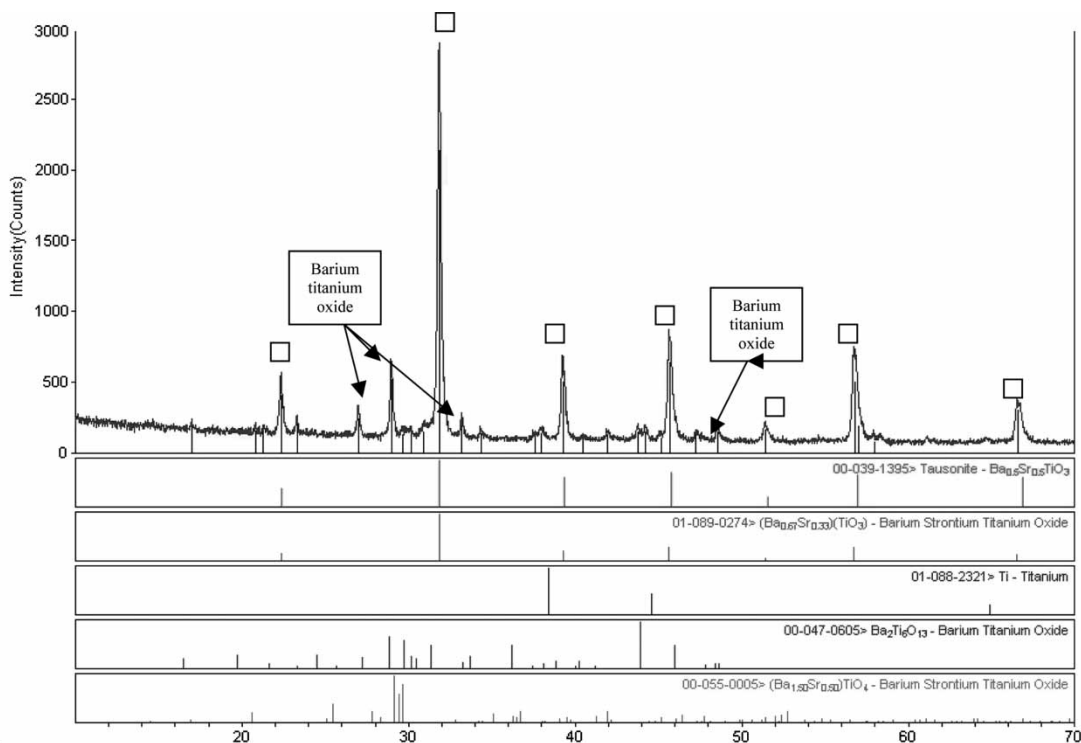 3000
2500
2000
1500
1000
500
0
Intensity(Counts)
Barium
titanium
oxide
Barium
titanium
oxide
00-039-1395> Tausonite - Ba₀.₅Sr₀.₅TiO₃
01-089-0274> (Ba₀.₆₇Sr₀.₃₃)(TiO₃) - Barium Strontium Titanium Oxide
01-088-2321> Ti - Titanium
00-047-0605> Ba₂Ti₆O₁₃ - Barium Titanium Oxide
00-055-0005> (Ba₁.₅₀Sr₀.₅₀)TiO₄ - Barium Strontium Titanium Oxide
20 30 40 50 60 70